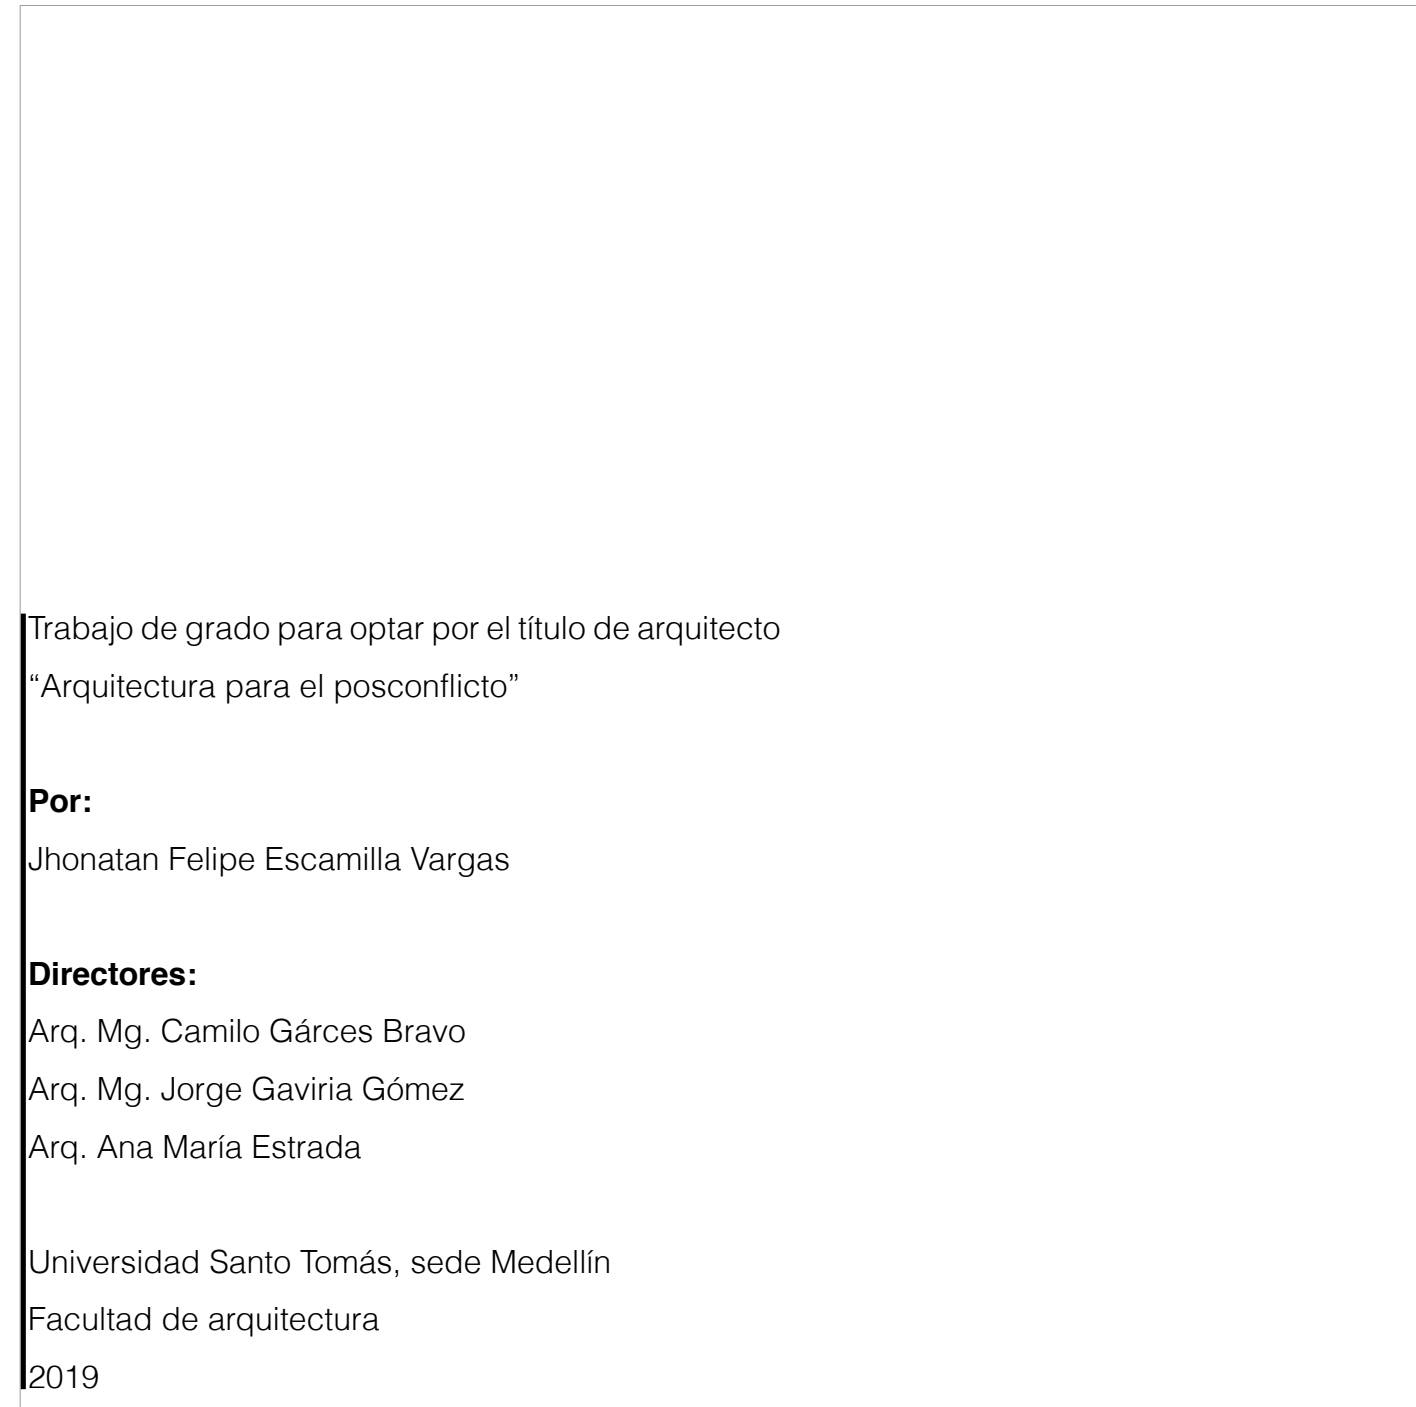 Trabajo de grado para optar por el título de arquitecto
“Arquitectura para el posconflicto”
Por:
Jhonatan Felipe Escamilla Vargas
Directores:
Arq. Mg. Camilo Gárces Bravo
Arq. Mg. Jorge Gaviria Gómez
Arq. Ana María Estrada
Universidad Santo Tomás, sede Medellín
Facultad de arquitectura
2019